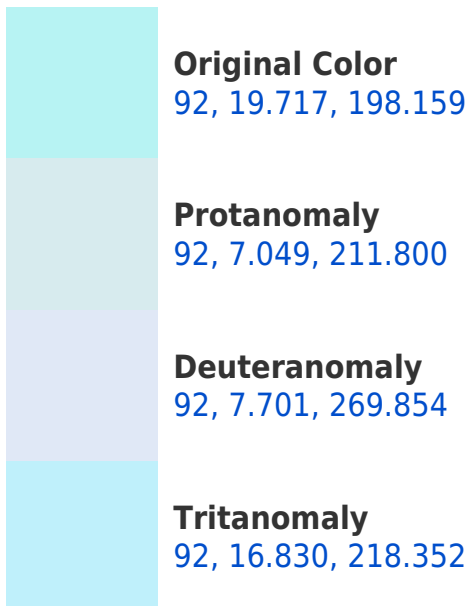 Original Color
92, 19.717, 198.159
Protanomaly
92, 7.049, 211.800
Deuteranomaly
92, 7.701, 269.854
Tritanomaly
92, 16.830, 218.352